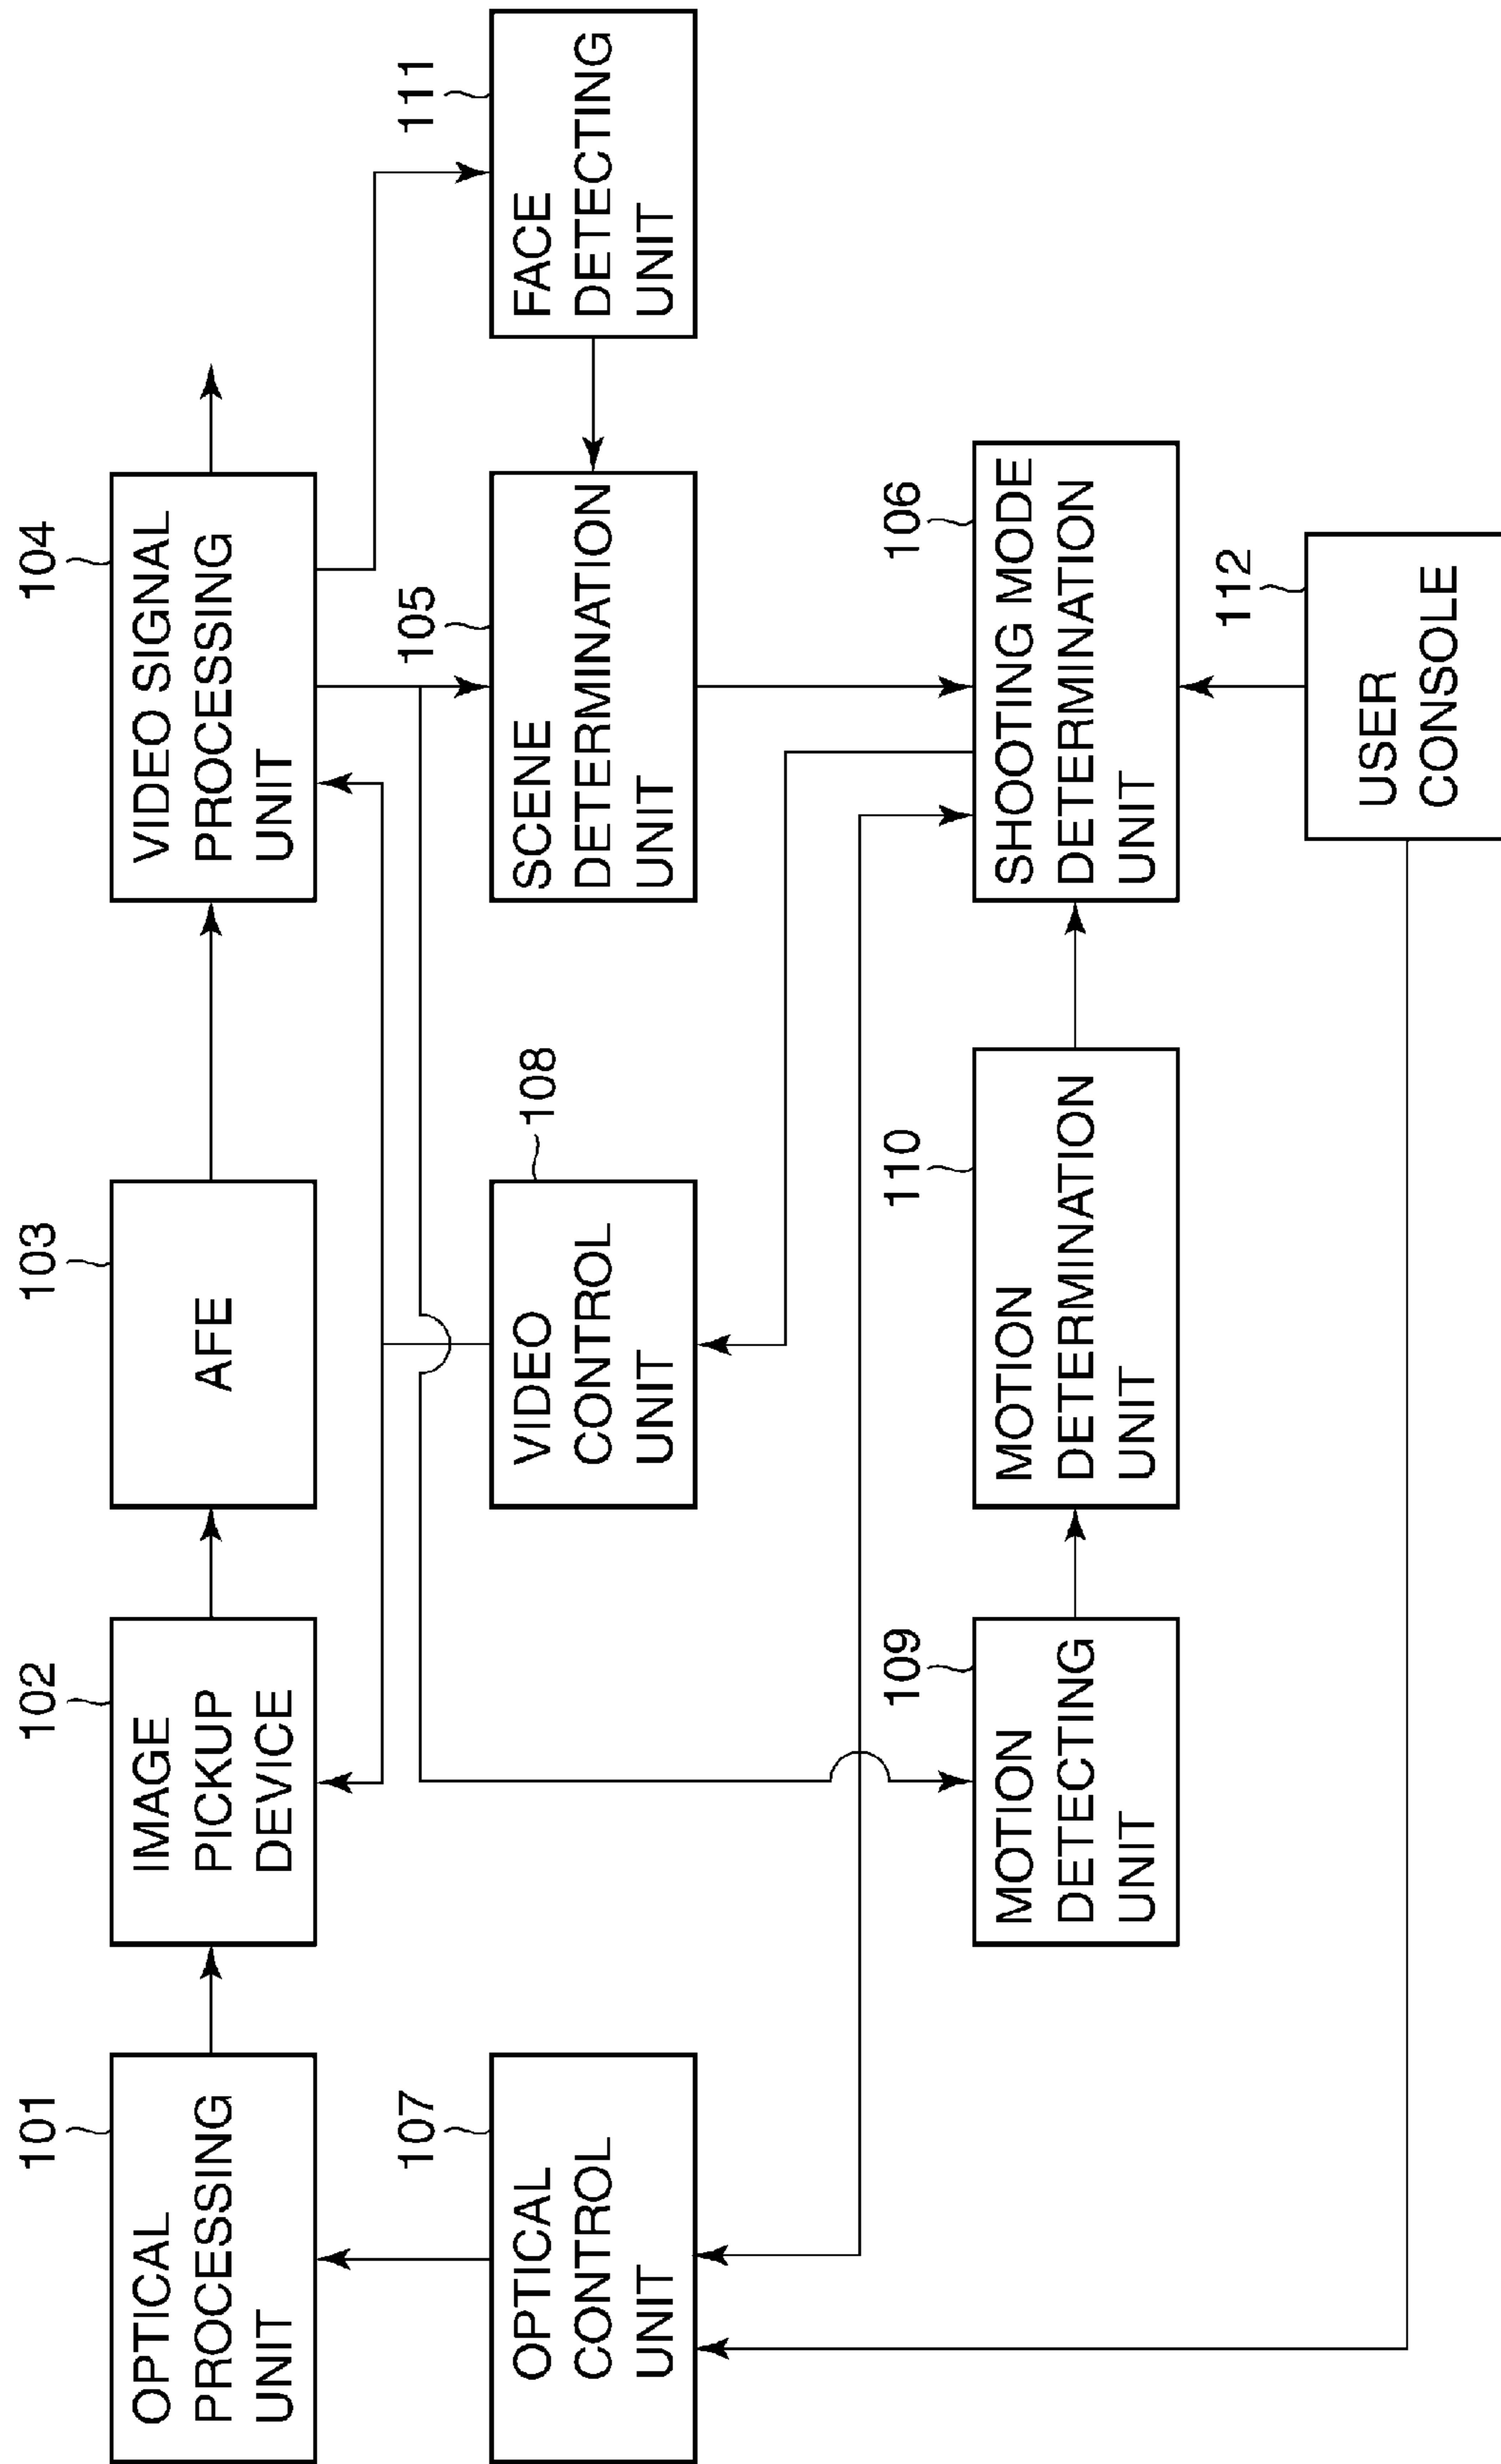 101
OPTICAL
PROCESSING
UNIT
102
IMAGE
PICKUP
DEVICE
103
AFE
104
VIDEO SIGNAL
PROCESSING
UNIT
107
OPTICAL
CONTROL
UNIT
108
VIDEO
CONTROL
UNIT
105
SCENE
DETERMINATION
UNIT
111
FACE
DETECTING
UNIT
109
MOTION
DETECTING
UNIT
110
MOTION
DETERMINATION
UNIT
106
SHOOTING MODE
DETERMINATION
UNIT
112
USER
CONSOLE